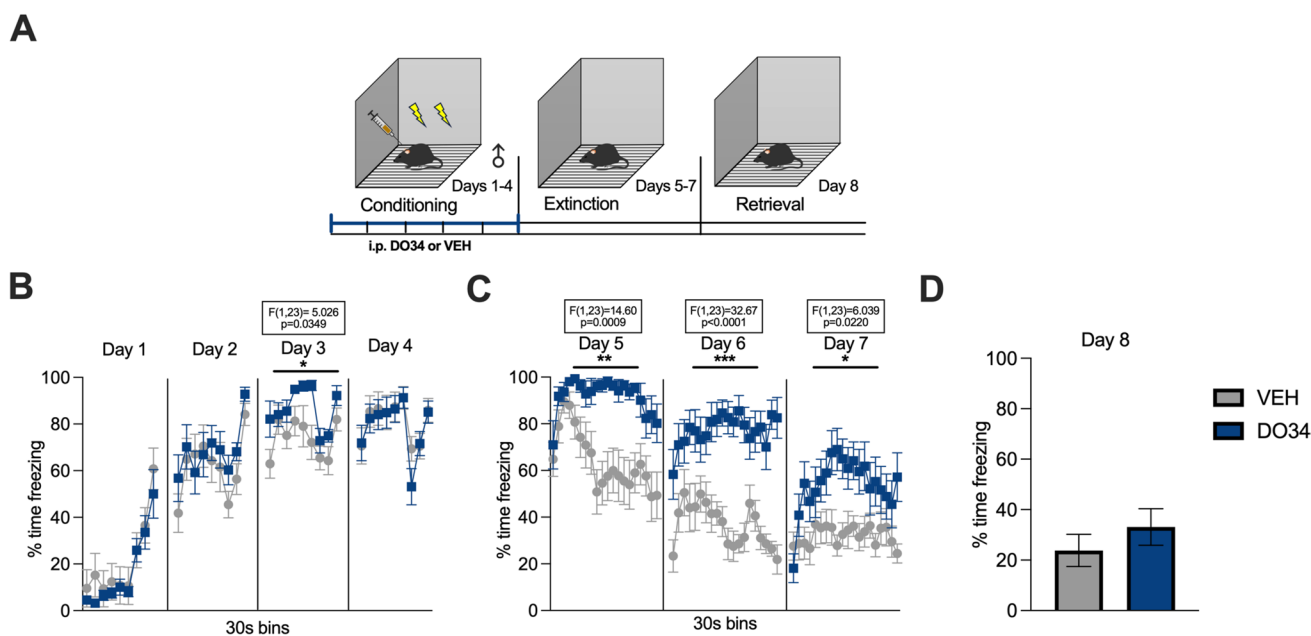 A
Days 1-4
Days 5-7
Day 8
Conditioning
Extinction
Retrieval
i.p. DO34 or VEH
B
F(1,23)= 5.026
p=0.0349
Day 1
Day 2
Day 3
Day 4
*
% time freezing
100
80
60
40
20
0
30s bins
C
F(1,23)=14.60
p=0.0009
F(1,23)=32.67
p<0.0001
F(1,23)=6.039
p=0.0220
Day 5
Day 6
Day 7
**
***
*
% time freezing
100
80
60
40
20
0
30s bins
D
Day 8
% time freezing
100
80
60
40
20
0
VEH
DO34